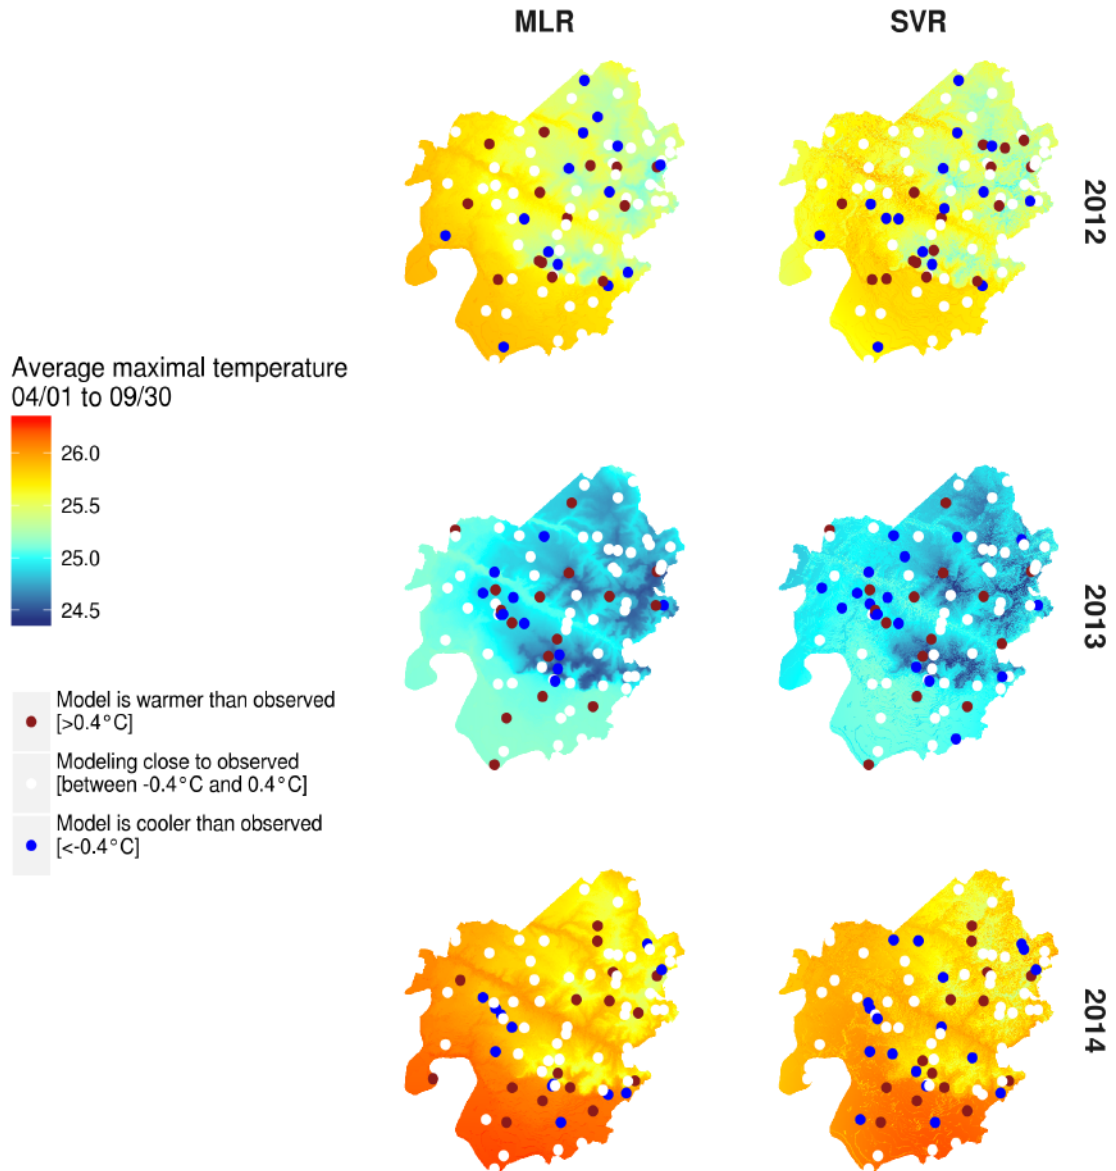 MLR
SVR
2012
Average maximal temperature
04/01 to 09/30
26.0
25.5
25.0
24.5
2013
Model is warmer than observed
[>0.4°C]
Modeling close to observed
[between -0.4°C and 0.4°C]
Model is cooler than observed
[<-0.4°C]
2014